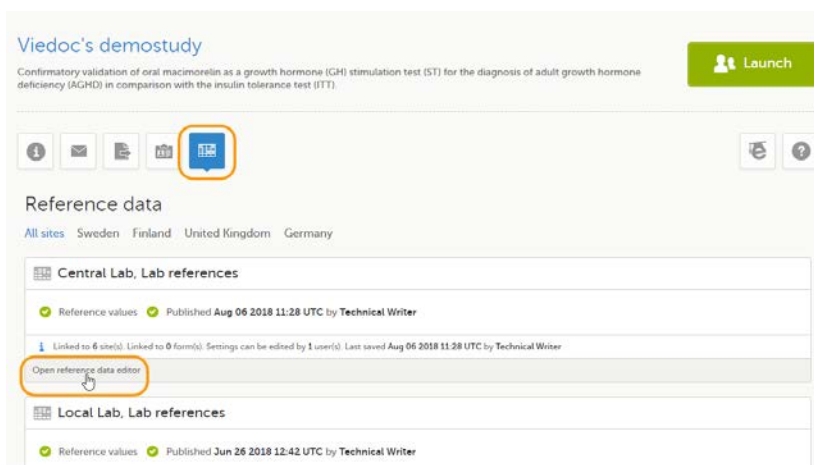 Viedoc's demostudy
Launch
Confirmatory validation of oral macimorelin as a growth hormone (GH) stimulation test (ST) for the diagnosis of adult growth hormone
deficiency (AGHD) in comparison with the insulin tolerance test (ITT).
Reference data
All sites Sweden Finland United Kingdom Germany
Central Lab, Lab references
Reference values Published Aug 06 2018 11:28 UTC by Technical Writer
Linked to 6 site(s). Linked to 0 form(s). Settings can be edited by 1 user(s). Last saved Aug 06 2018 11:28 UTC by Technical Writer
Open reference data editor
Local Lab, Lab references
Reference values Published Jun 26 2018 12:42 UTC by Technical Writer